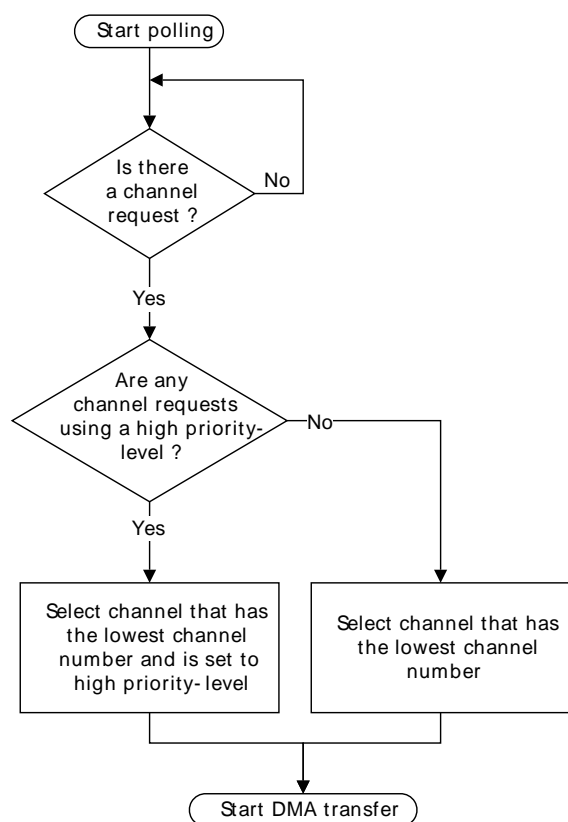 Start polling
Is there
a channel
request ?
No
Yes
Are any
channel requests
using a high priority-
level ?
No
Yes
Select channel that has
the lowest channel
number and is set to
high priority-level
Select channel that has
the lowest channel
number
Start DMA transfer